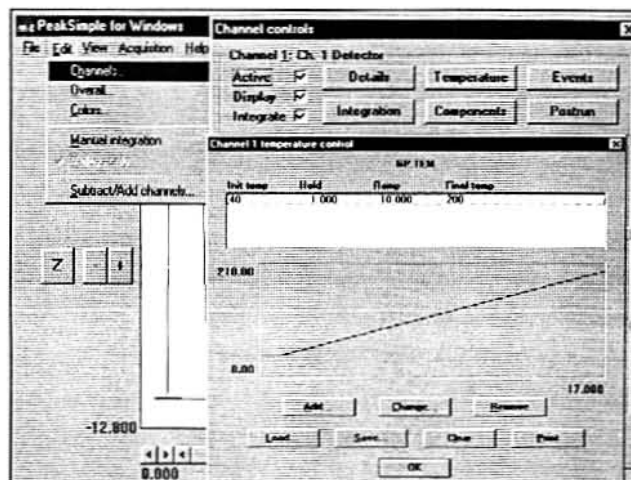 PeakSimple for Windows
File Edit View Acquisition Help
Channels...
Overall...
Colors...
Manual integration
Subtract/Add channels...
Z
-
+
-12.800
0.000
Channel controls
Channel 1: Ch. 1 Detector
Active
Display
Integrate
Details
Temperature
Events
Integration
Components
Postrun
Channel 1 temperature control
Init temp Hold Ramp Final temp
40 1.000 10.000 200
210.00
0.00
17.000
Add...
Change...
Remove
Load...
Save...
Clear
Print
OK